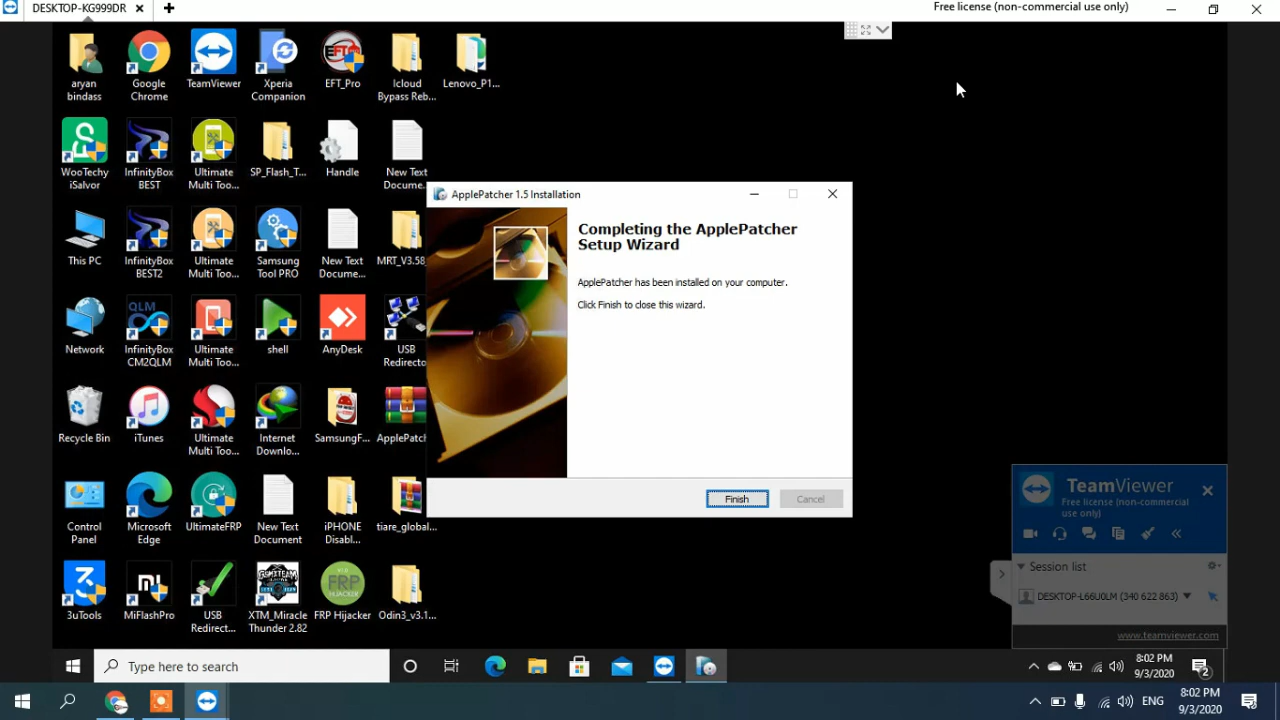 DESKTOP-KG999DR
Free license (non-commercial use only)
aryan
bindass
Google
Chrome
TeamViewer
Xperia
Companion
EFT_Pro
Icloud
Bypass Reb...
Lenovo_P1...
WooTechy
iSalvor
InfinityBox
BEST
Ultimate
Multi Too...
SP_Flash_T...
Handle
New Text
Docume...
This PC
InfinityBox
BEST2
Ultimate
Multi Too...
Samsung
Tool PRO
New Text
Docume...
MRT_V3.58
Network
QLM
InfinityBox
CM2QLM
Ultimate
Multi Too...
shell
AnyDesk
USB
Redirecto
Recycle Bin
iTunes
Ultimate
Multi Too...
Internet
Downlo...
SamsungF...
ApplePatch
Control
Panel
Microsoft
Edge
UltimateFRP
New Text
Document
iPHONE
Disabl...
tiare_global...
3uTools
MiFlashPro
USB
Redirect...
XTM_Miracle
Thunder 2.82
FRP
FRP Hijacker
Odin3_v3.1...
ApplePatcher 1.5 Installation
Completing the ApplePatcher
Setup Wizard
ApplePatcher has been installed on your computer.
Click Finish to close this wizard.
Finish
Cancel
TeamViewer
Free license (non-commercial
use only)
Session list
DESKTOP-L66U0LM (340 622 863)
www.teamviewer.com
Type here to search
8:02 PM
9/3/2020
2
ENG
8:02 PM
9/3/2020